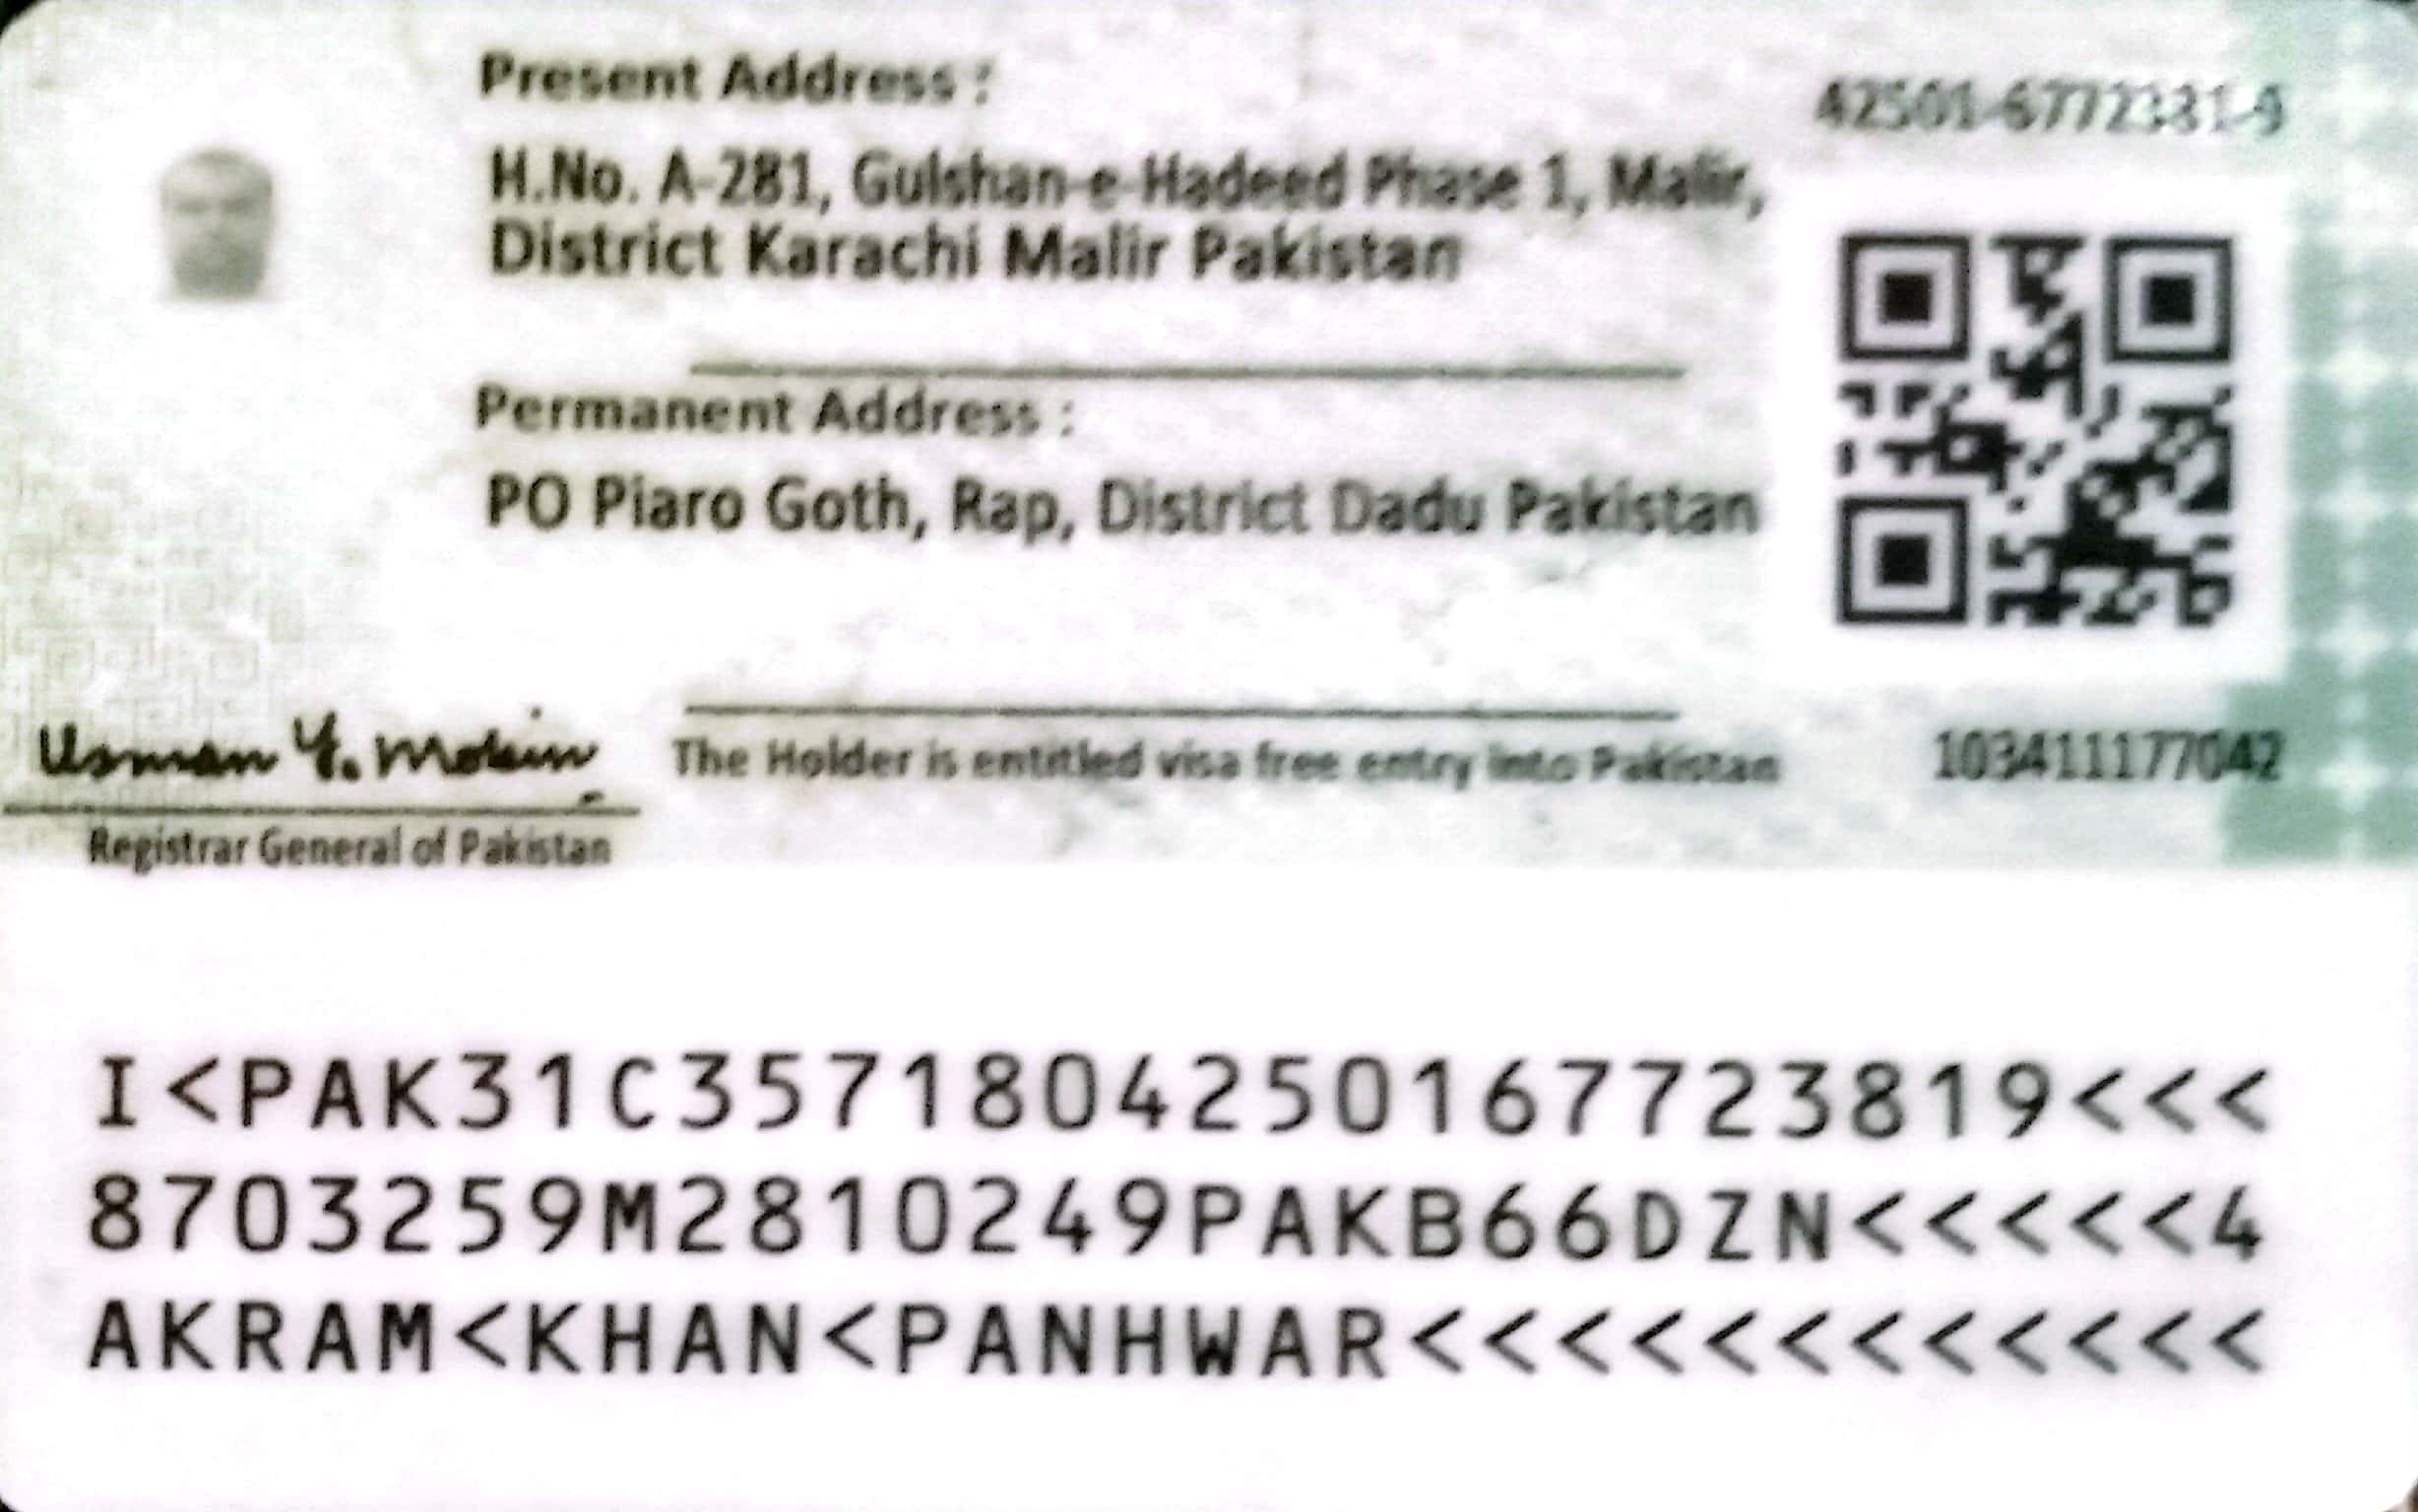 Present Address :
42501-6772381-9
H.No. A-281, Gulshan-e-Hadeed Phase 1, Malir,
District Karachi Malir Pakistan
Permanent Address :
PO Piaro Goth, Rap, District Dadu Pakistan
Usman Y. Mobin
The Holder is entitled visa free entry into Pakistan
103411177042
Registrar General of Pakistan
I<PAK31C3571804250167723819<<<
8703259M2810249PAKB66DZN<<<<<4
AKRAM<KHAN<PANHWAR<<<<<<<<<<<<